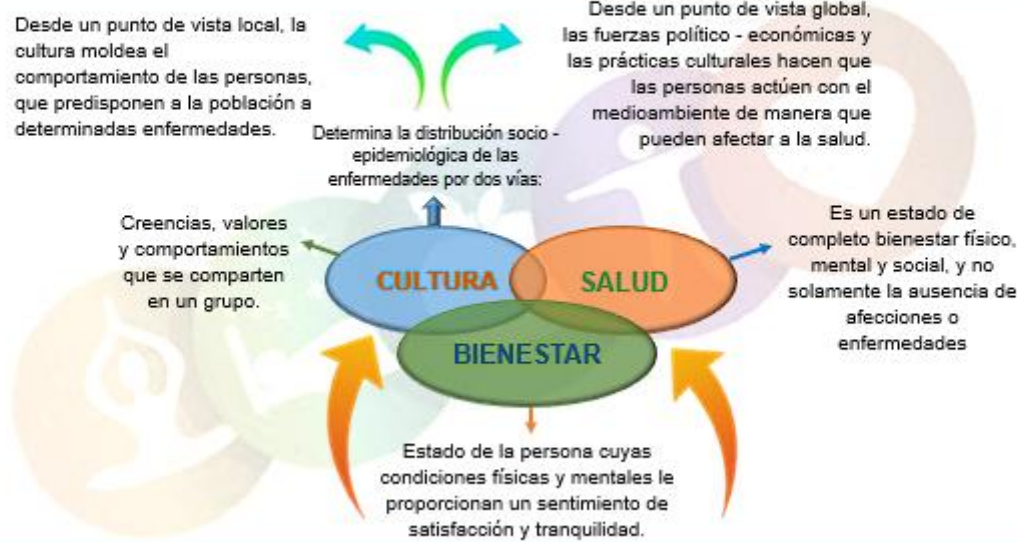 Desde un punto de vista local, la
cultura moldea el
comportamiento de las personas,
que predisponen a la población a
determinadas enfermedades.
Desde un punto de vista global,
las fuerzas político - económicas y
las prácticas culturales hacen que
las personas actúen con el
medioambiente de manera que
pueden afectar a la salud.
Determina la distribución socio -
epidemiológica de las
enfermedades por dos vías:
Creencias, valores
y comportamientos
que se comparten
en un grupo.
CULTURA
SALUD
BIENESTAR
Es un estado de
completo bienestar físico,
mental y social, y no
solamente la ausencia de
afecciones o
enfermedades
Estado de la persona cuyas
condiciones físicas y mentales le
proporcionan un sentimiento de
satisfacción y tranquilidad.